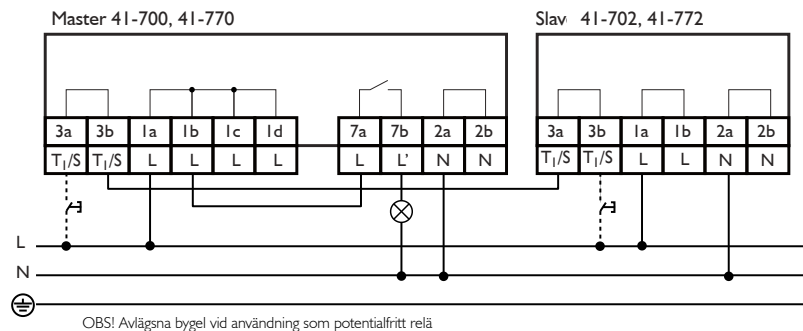 Master 41-700, 41-770
Slav 41-702, 41-772
3a 3b 1a 1b 1c 1d 7a 7b 2a 2b
T1/S T1/S L L L L L L' N N
3a 3b 1a 1b 2a 2b
T1/S T1/S L L N N
L
N
OBS! Avlägsna bygel vid användning som potentialfritt relä